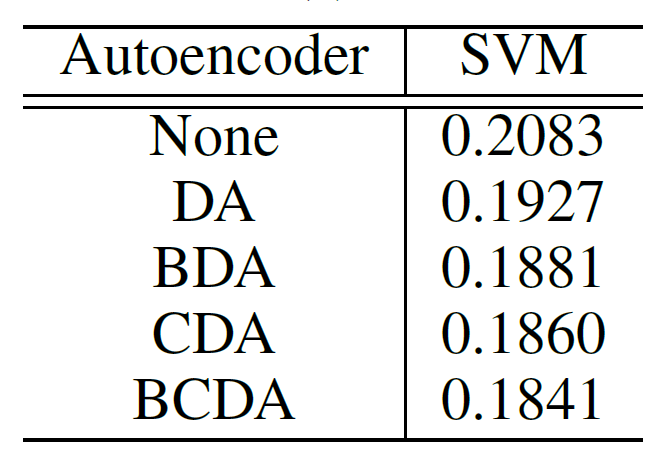 Autoencoder SVM
None 0.2083
DA 0.1927
BDA 0.1881
CDA 0.1860
BCDA 0.1841